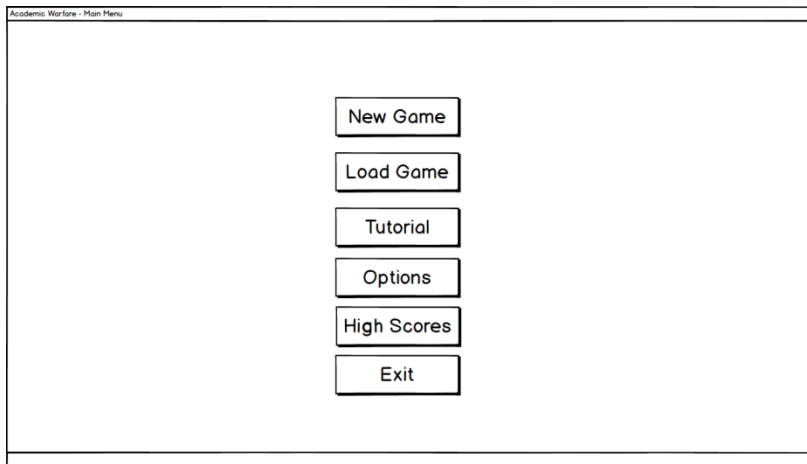 Academic Warfare - Main Menu
New Game
Load Game
Tutorial
Options
High Scores
Exit